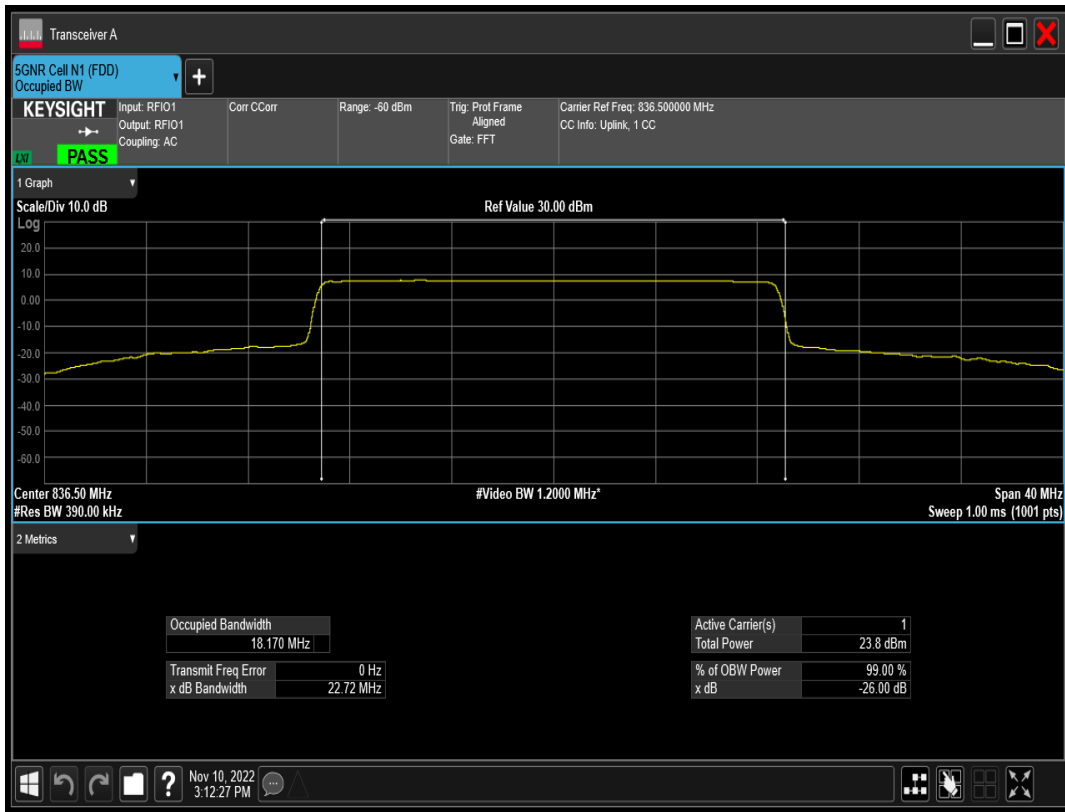 Transceiver A
5GNR Cell N1 (FDD)
Occupied BW
+
KEYSIGHT
LXI
PASS
Input: RFIO1
Output: RFIO1
Coupling: AC
Corr CCorr
Range: -60 dBm
Trig: Prot Frame
Aligned
Gate: FFT
Carrier Ref Freq: 836.500000 MHz
CC Info: Uplink, 1 CC
1 Graph
Scale/Div 10.0 dB
Ref Value 30.00 dBm
Log
20.0
10.0
0.00
-10.0
-20.0
-30.0
-40.0
-50.0
-60.0
Center 836.50 MHz
#Video BW 1.2000 MHz*
Span 40 MHz
#Res BW 390.00 kHz
Sweep 1.00 ms (1001 pts)
2 Metrics
Occupied Bandwidth
18.170 MHz
Transmit Freq Error 0 Hz
x dB Bandwidth 22.72 MHz
Active Carrier(s) 1
Total Power 23.8 dBm
% of OBW Power 99.00 %
x dB -26.00 dB
?
Nov 10, 2022
3:12:27 PM